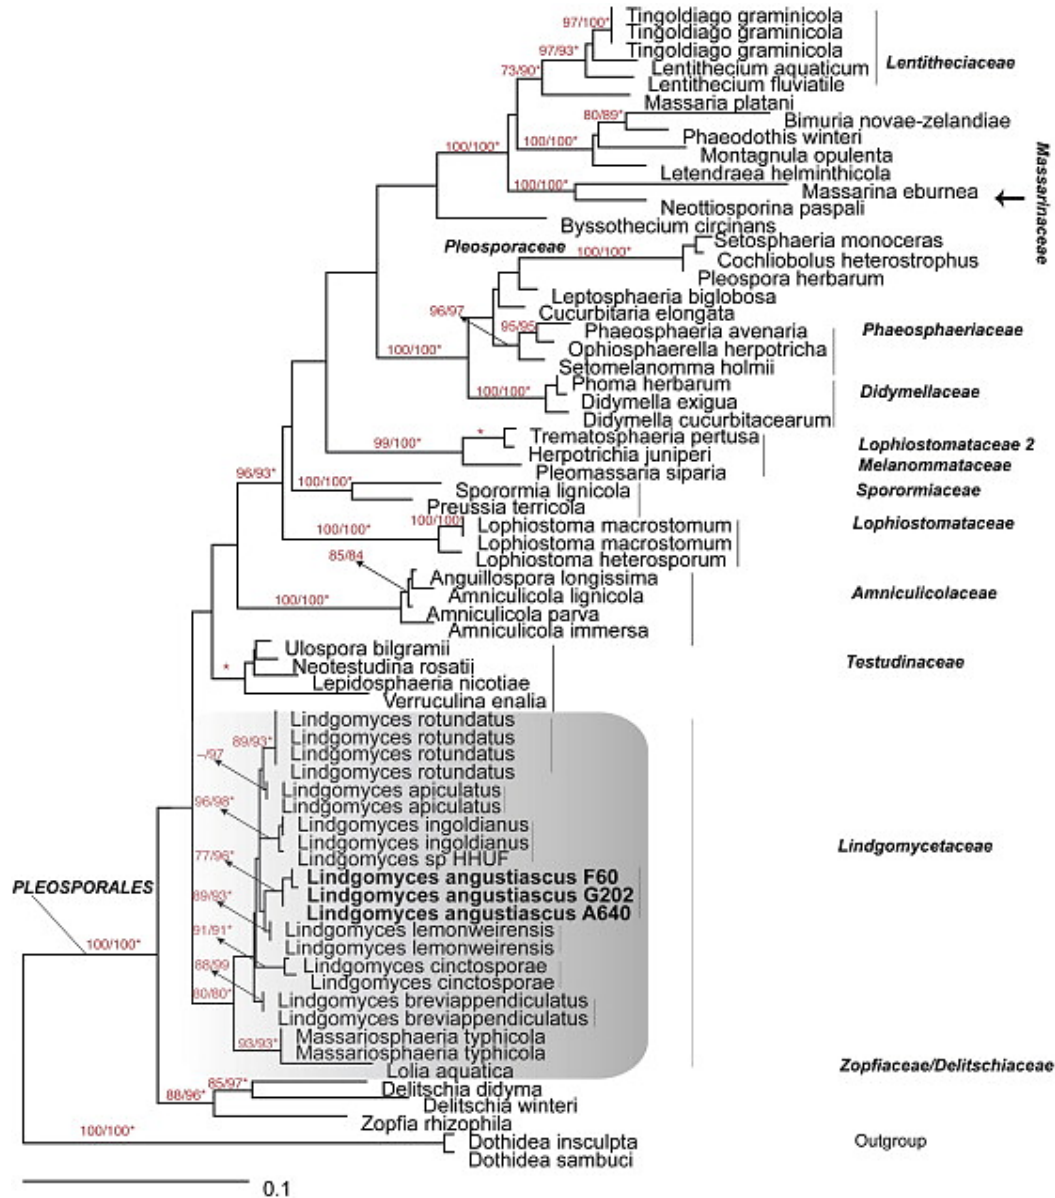 97/100*
Tingoldiago graminicola
Tingoldiago graminicola
97/93*
Tingoldiago graminicola
Lentitheciaceae
73/90*
Lentithecium aquaticum
Lentithecium fluviatile
Massaria platani
80/89*
Bimuria novae-zelandiae
Phaeodothis winteri
100/100*
100/100*
Montagnula opulenta
Letendraea helminthicola
100/100*
Massarina eburnea
Massarinaceae
Neottiosporina paspali
Byssothecium circinans
Pleosporaceae
100/100*
Setosphaeria monoceras
Cochliobolus heterostrophus
Pleospora herbarum
Leptosphaeria biglobosa
96/97
Cucurbitaria elongata
95/95
Phaeosphaeria avenaria
Phaeosphaeriaceae
100/100*
Ophiosphaerella herpotricha
Setomelanomma holmii
100/100*
Phoma herbarum
Didymellaceae
Didymella exigua
Didymella cucurbitacearum
99/100*
*
Trematosphaeria pertusa
Lophiostomataceae 2
Herpotrichia juniperi
Melanommataceae
Pleomassaria siparia
96/93*
100/100*
Sporormia lignicola
Sporormiaceae
Preussia terricola
100/100*
100/100
Lophiostoma macrostomum
Lophiostomataceae
Lophiostoma macrostomum
85/84
Lophiostoma heterosporum
Anguillospora longissima
100/100*
Amniculicola lignicola
Amniculicolaceae
Amniculicola parva
Amniculicola immersa
Ulospora bilgramii
*
Neotestudina rosatii
Testudinaceae
Lepidosphaeria nicotiae
Verruculina enalia
Lindgomyces rotundatus
89/93*
Lindgomyces rotundatus
–/97
Lindgomyces rotundatus
Lindgomyces rotundatus
Lindgomyces apiculatus
96/98*
Lindgomyces apiculatus
Lindgomyces ingoldianus
Lindgomyces ingoldianus
Lindgomycetaceae
77/96*
Lindgomyces sp HHUF
Lindgomyces angustiascus F60
PLEOSPORALES
89/93*
Lindgomyces angustiascus G202
Lindgomyces angustiascus A640
91/91*
Lindgomyces lemonweirensis
100/100*
Lindgomyces lemonweirensis
88/99
Lindgomyces cinctosporae
Lindgomyces cinctosporae
80/80*
Lindgomyces breviappendiculatus
Lindgomyces breviappendiculatus
93/93*
Massariosphaeria typhicola
Massariosphaeria typhicola
Zopfiaceae/Delitschiaceae
Lolia aquatica
85/97*
Delitschia didyma
88/96*
Delitschia winteri
Zopfia rhizophila
100/100*
Dothidea insculpta
Outgroup
Dothidea sambuci
0.1